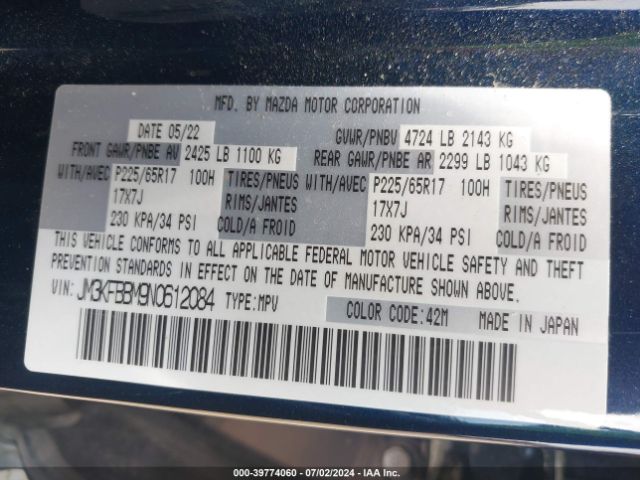 MFD. BY MAZDA MOTOR CORPORATION
DATE 05/22 GVWR/PNBV 4724 LB 2143 KG
FRONT GAWR/PNBE AV 2425 LB 1100 KG REAR GAWR/PNBE AR 2299 LB 1043 KG
WITH/AVEC P225/65R17 100H TIRES/PNEUS WITH/AVEC P225/65R17 100H TIRES/PNEUS
17X7J RIMS/JANTES 17X7J RIMS/JANTES
230 KPA/34 PSI COLD/A FROID 230 KPA/34 PSI COLD/A FROID
THIS VEHICLE CONFORMS TO ALL APPLICABLE FEDERAL MOTOR VEHICLE SAFETY AND THEFT
PREVENTION STANDARDS IN EFFECT ON THE DATE OF MANUFACTURE SHOWN ABOVE.
VIN: JM3KFBBM9N0612084 TYPE: MPV COLOR CODE: 42M MADE IN JAPAN
000-39774060 - 07/02/2024 - IAA Inc.